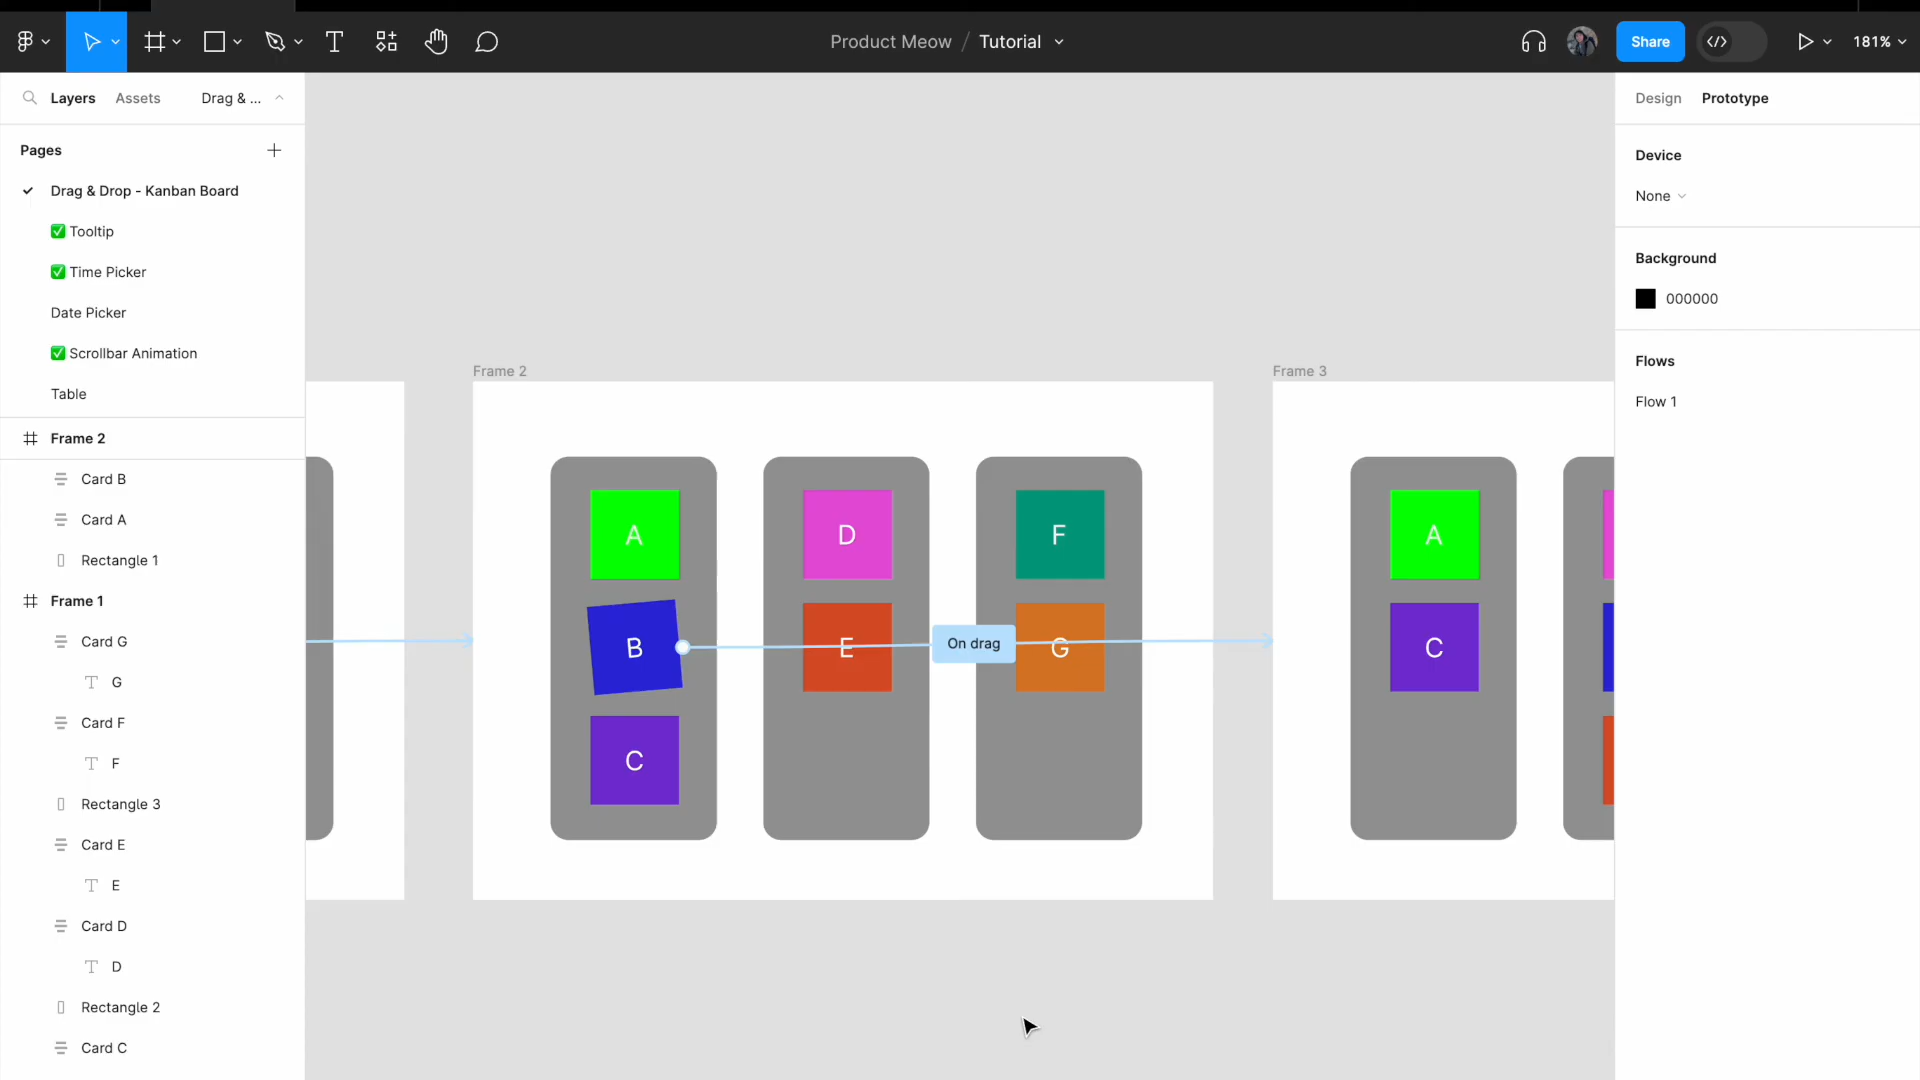 Product Meow / Tutorial
Share
181%
Layers
Assets
Drag & ...
Pages
Drag & Drop - Kanban Board
Tooltip
Time Picker
Date Picker
Scrollbar Animation
Table
Frame 2
Card B
Card A
Rectangle 1
Frame 1
Card G
G
Card F
F
Rectangle 3
Card E
E
Card D
D
Rectangle 2
Card C
Frame 2
A
D
F
B
E
On drag
G
C
Frame 3
A
C
Design
Prototype
Device
None
Background
000000
Flows
Flow 1